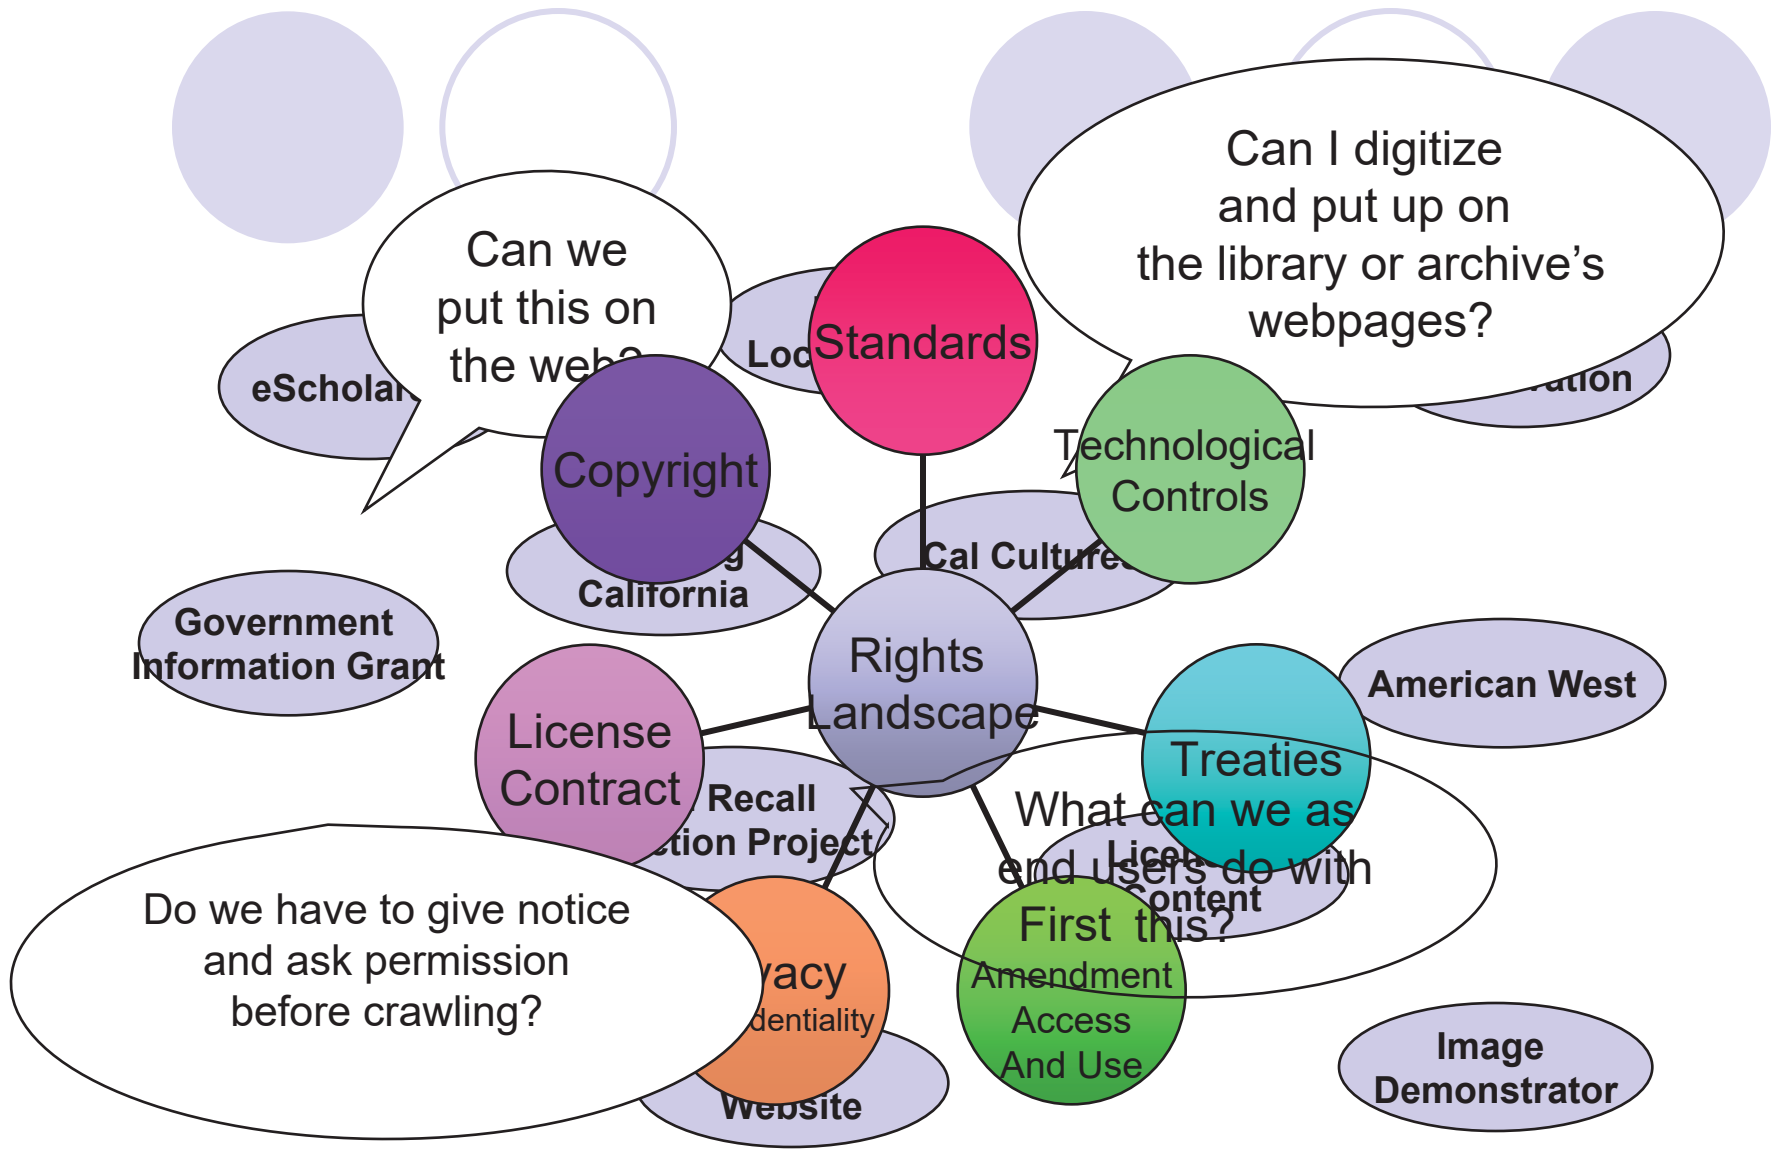 Can I digitize
and put up on
the library or archive’s
webpages?
Can we
put this on
the web?
Standards
eScholar
Copyright
Technological
Controls
Cal Cultures
California
Government
Information Grant
Rights
Landscape
American West
License
Contract
Treaties
Recall
Project
What can we as
end users do with
this?
Content
First
Amendment
Access
And Use
Do we have to give notice
and ask permission
before crawling?
Website
Image
Demonstrator